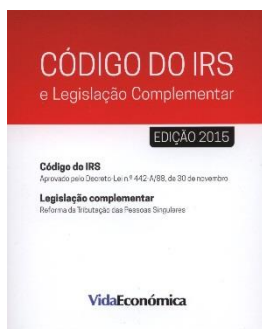 CÓDIGO DO IRS
e Legislação Complementar
EDIÇÃO 2015
Código do IRS
Aprovado pelo Decreto-Lei n.º 442-A/88, de 30 de novembro
Legislação complementar
Reforma da Tributação das Pessoas Singulares
VidaEconómica